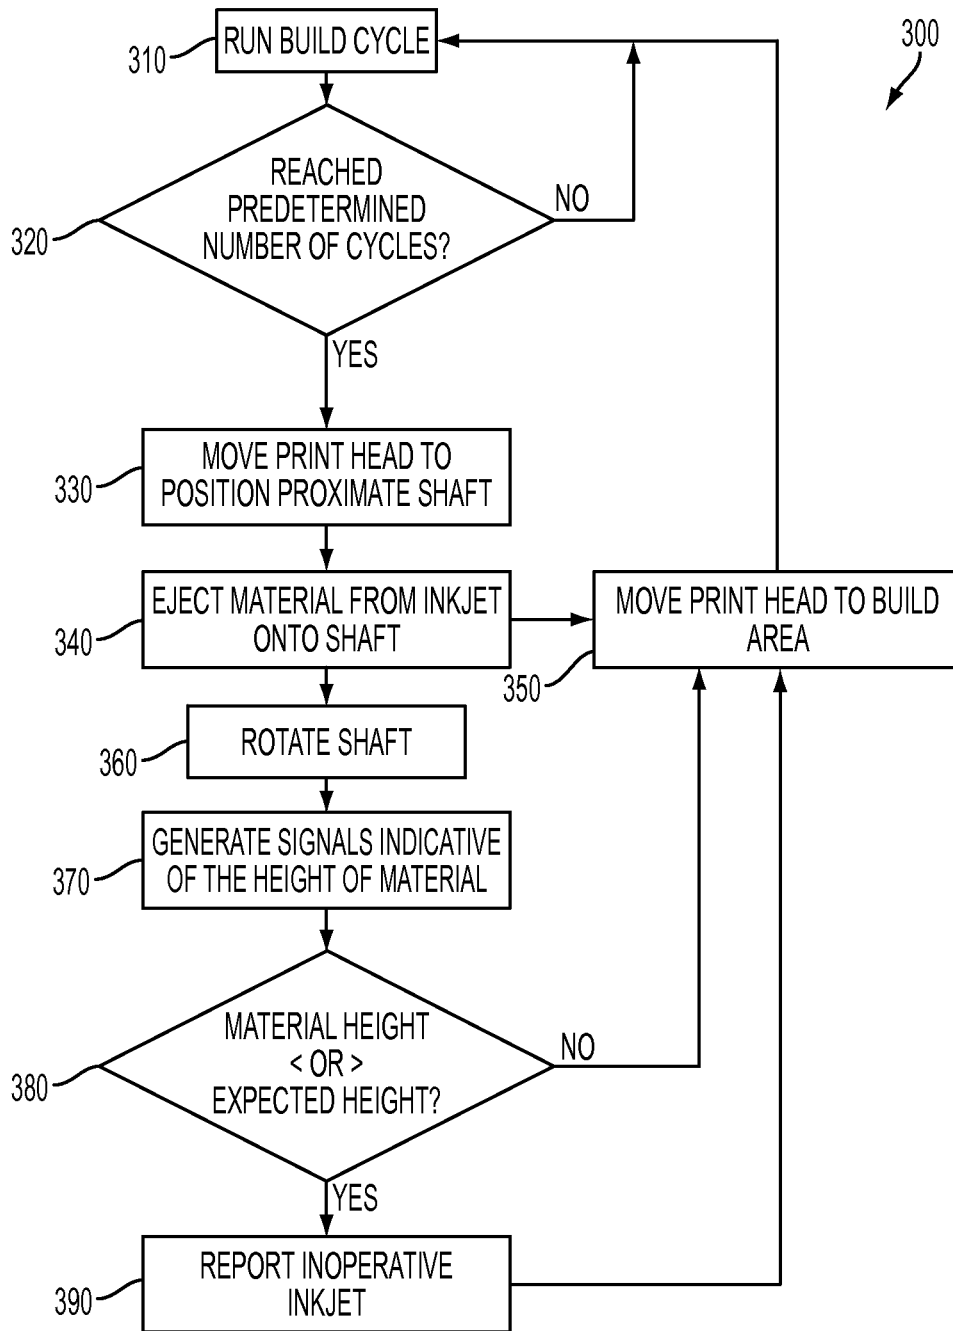 RUN BUILD CYCLE
310
300
REACHED
PREDETERMINED
NUMBER OF CYCLES?
NO
320
YES
MOVE PRINT HEAD TO
POSITION PROXIMATE SHAFT
330
EJECT MATERIAL FROM INKJET
ONTO SHAFT
340
MOVE PRINT HEAD TO BUILD
AREA
350
ROTATE SHAFT
360
GENERATE SIGNALS INDICATIVE
OF THE HEIGHT OF MATERIAL
370
MATERIAL HEIGHT
< OR >
EXPECTED HEIGHT?
NO
380
YES
REPORT INOPERATIVE
INKJET
390